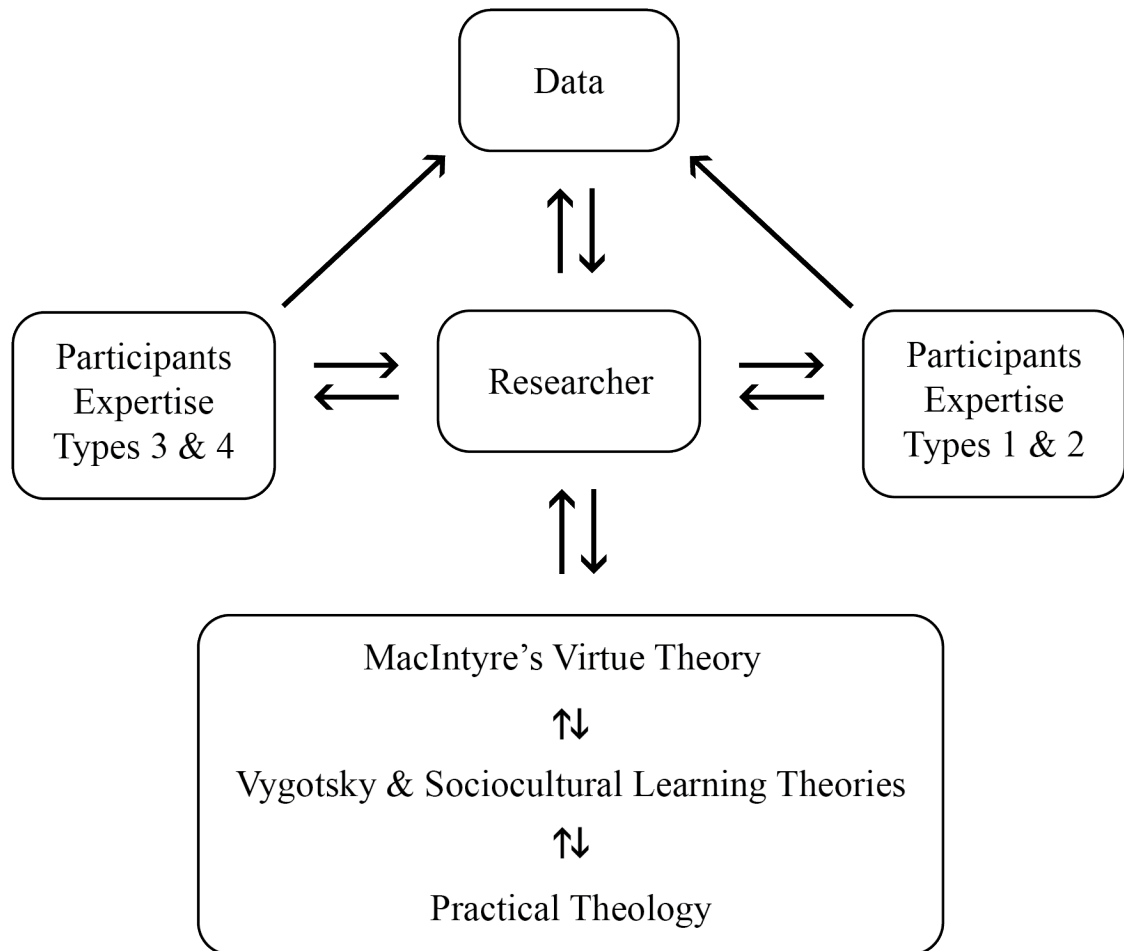 Data
Participants
Expertise
Types 3 & 4
Researcher
Participants
Expertise
Types 1 & 2
MacIntyre’s Virtue Theory
Vygotsky & Sociocultural Learning Theories
Practical Theology